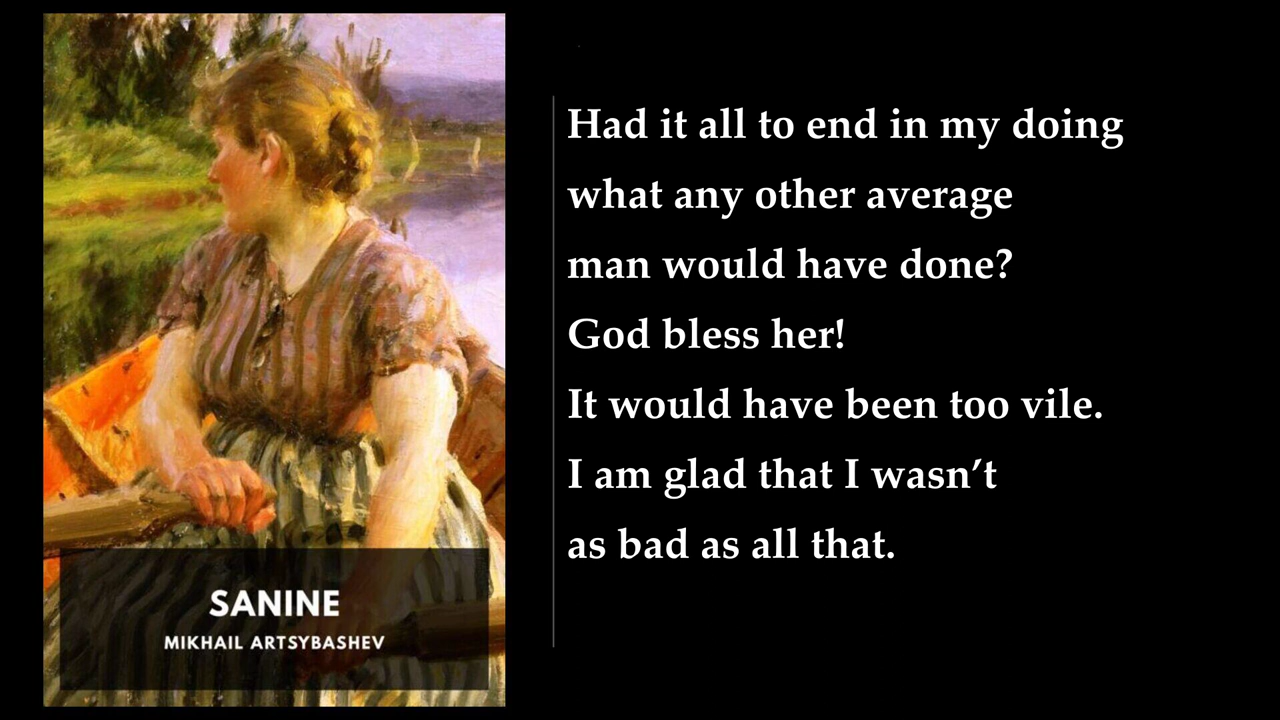 SANINE
MIKHAIL ARTSYBASHEV
Had it all to end in my doing
what any other average
man would have done?
God bless her!
It would have been too vile.
I am glad that I wasn’t
as bad as all that.